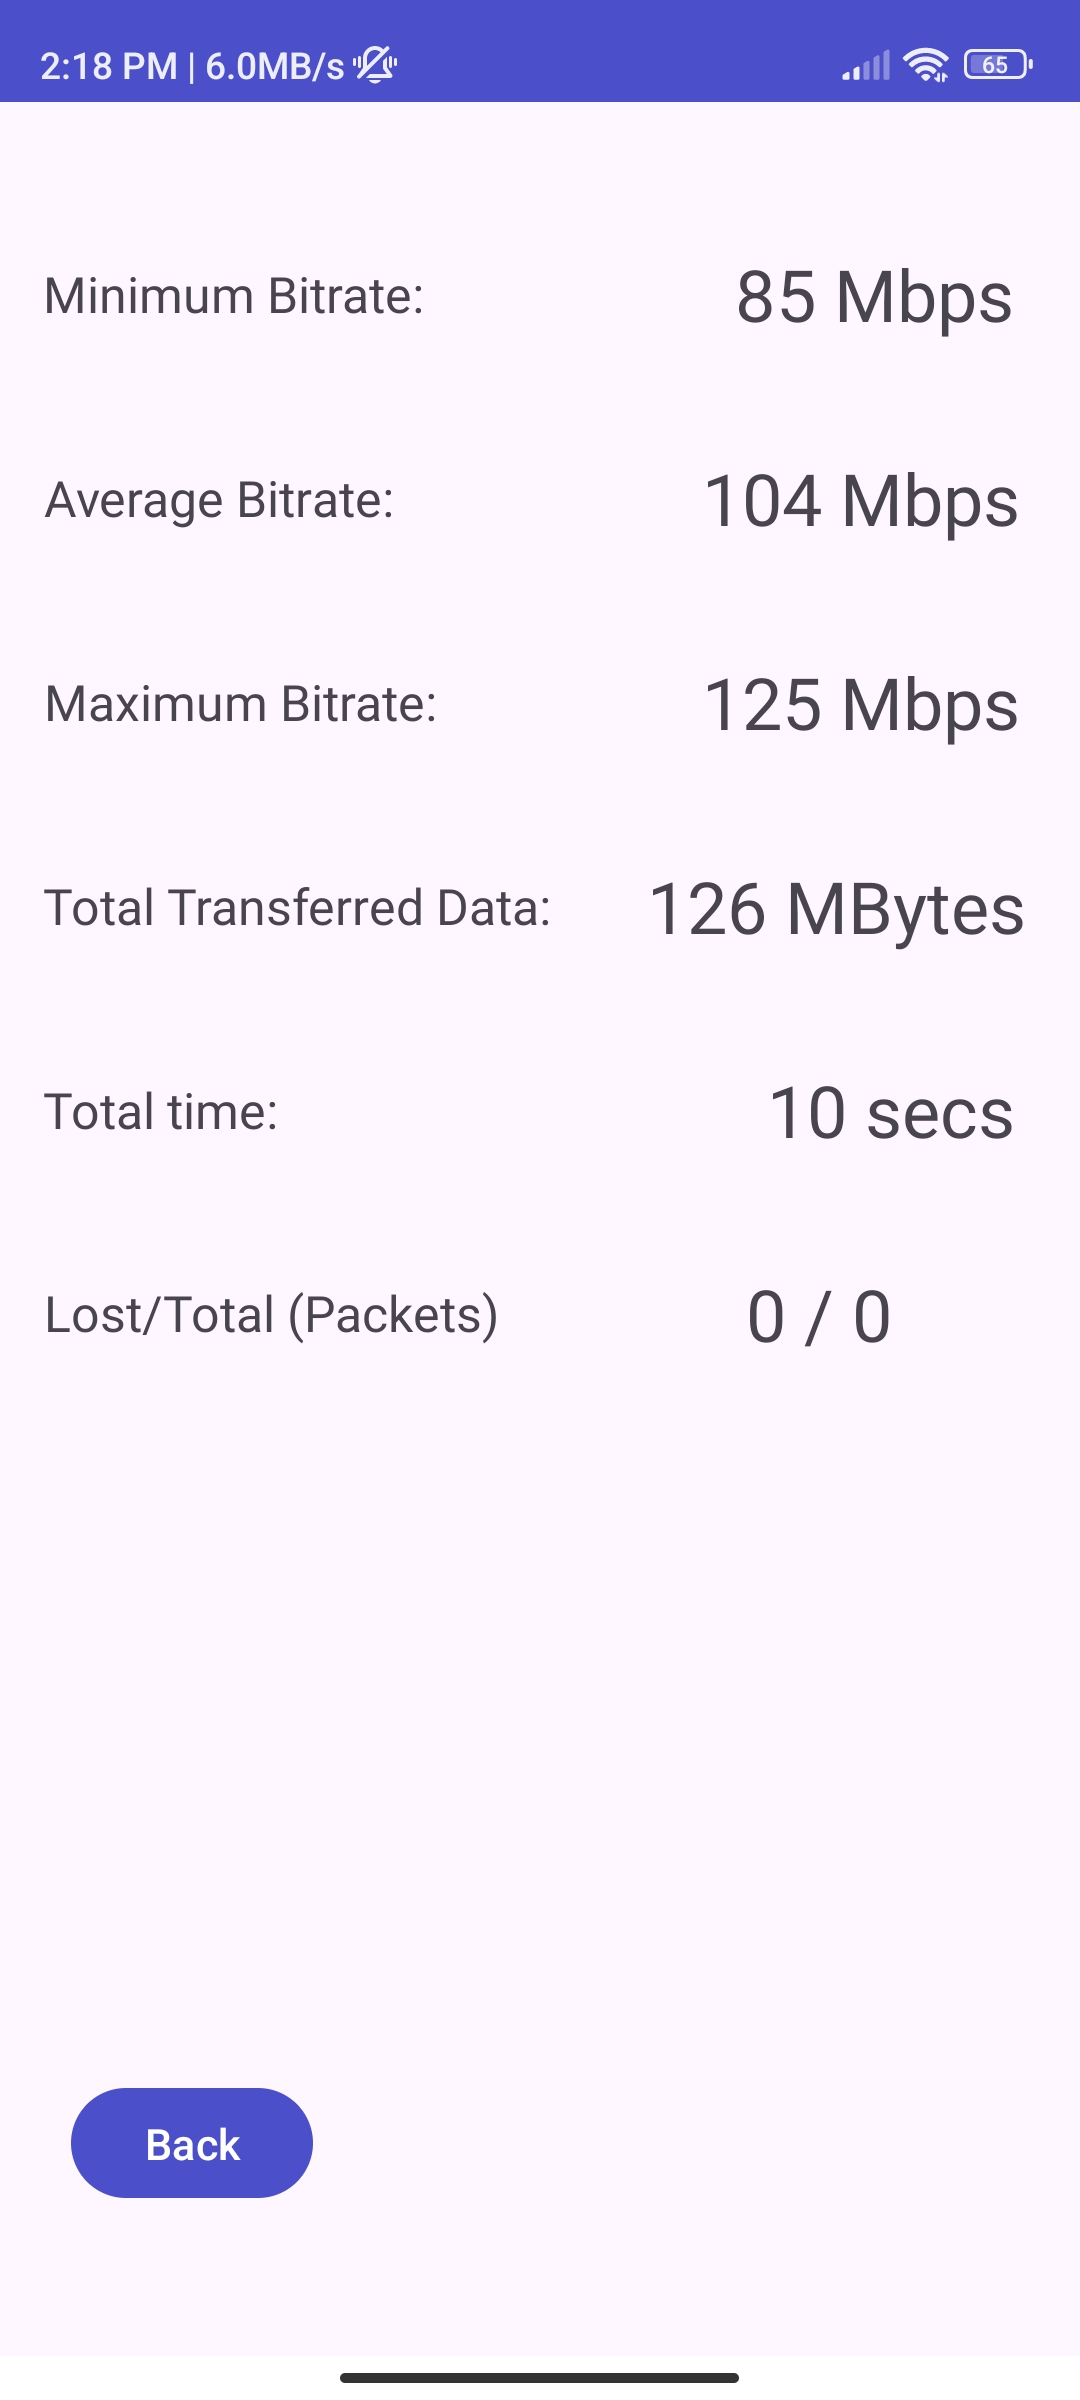 2:18 PM | 6.0MB/s 65
Minimum Bitrate: 85 Mbps
Average Bitrate: 104 Mbps
Maximum Bitrate: 125 Mbps
Total Transferred Data: 126 MBytes
Total time: 10 secs
Lost/Total (Packets) 0 / 0
Back